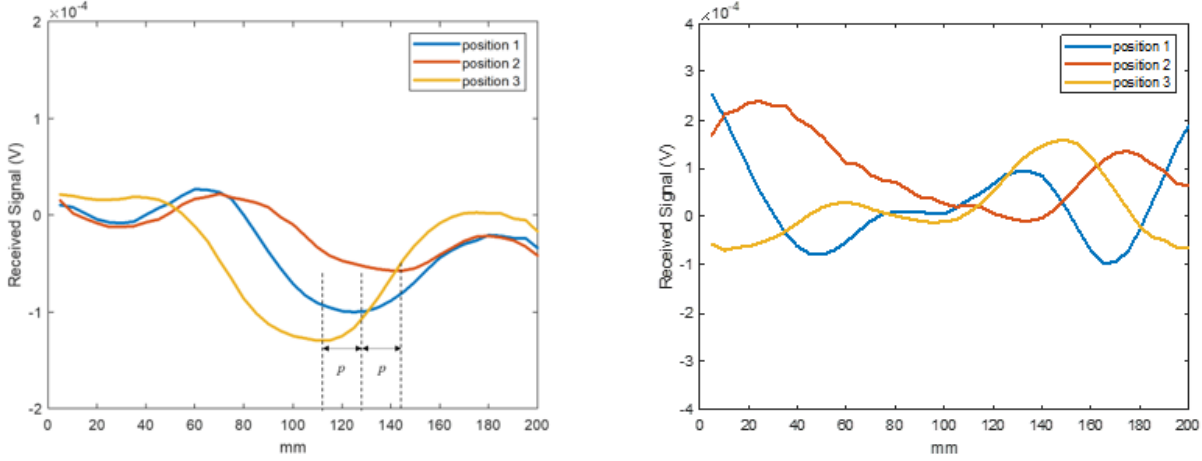 ×10⁻⁴
2
1
0
-1
-2
Received Signal (V)
position 1
position 2
position 3
p p
0 20 40 60 80 100 120 140 160 180 200
mm
×10⁻⁴
4
3
2
1
0
-1
-2
-3
-4
Received Signal (V)
position 1
position 2
position 3
0 20 40 60 80 100 120 140 160 180 200
mm